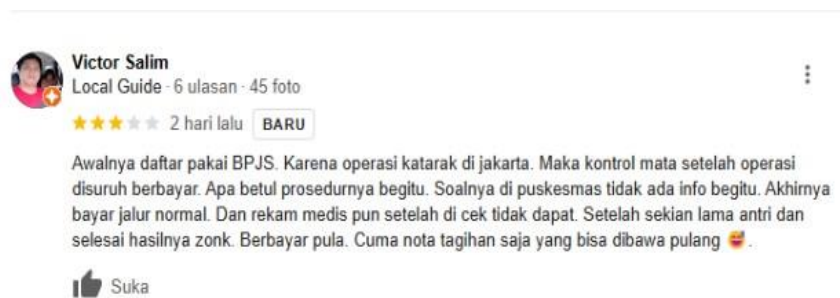 Victor Salim
Local Guide · 6 ulasan · 45 foto
2 hari lalu BARU
Awalnya daftar pakai BPJS. Karena operasi katarak di jakarta. Maka kontrol mata setelah operasi
disuruh berbayar. Apa betul prosedurnya begitu. Soalnya di puskesmas tidak ada info begitu. Akhirnya
bayar jalur normal. Dan rekam medis pun setelah di cek tidak dapat. Setelah sekian lama antri dan
selesai hasilnya zonk. Berbayar pula. Cuma nota tagihan saja yang bisa dibawa pulang 😅.
Suka